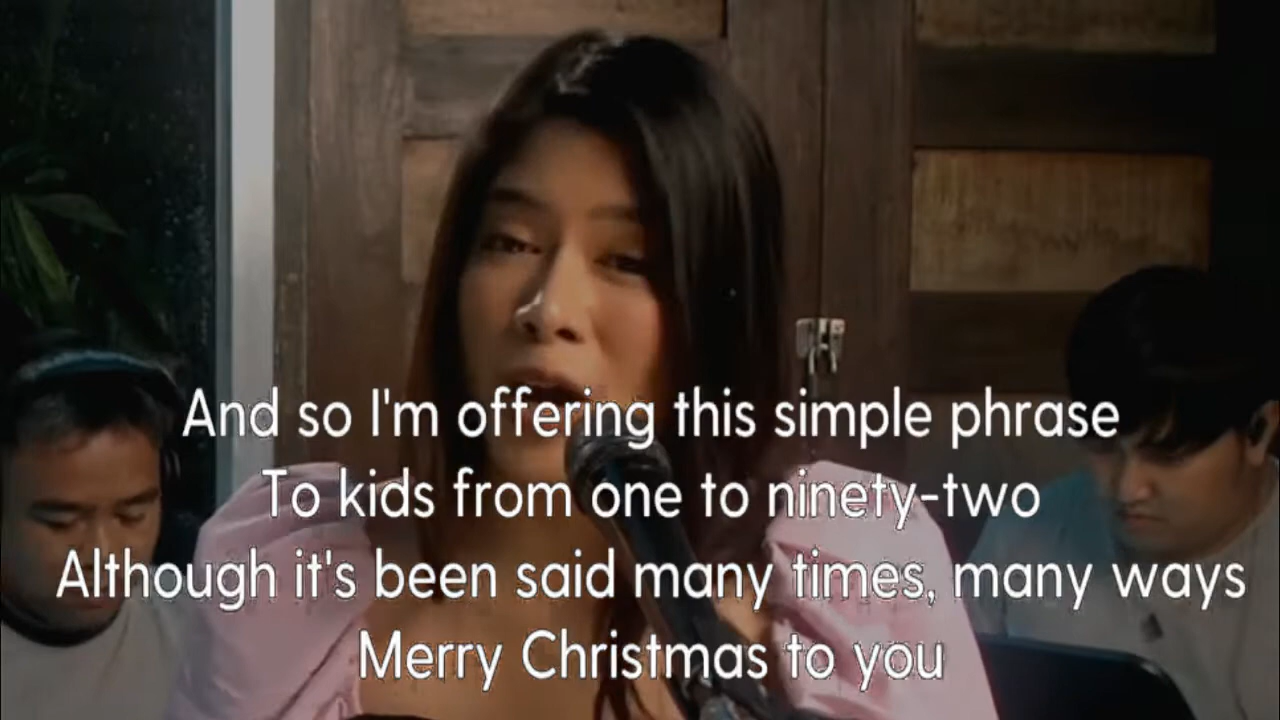 And so I'm offering this simple phrase
To kids from one to ninety-two
Although it's been said many times, many ways
Merry Christmas to you